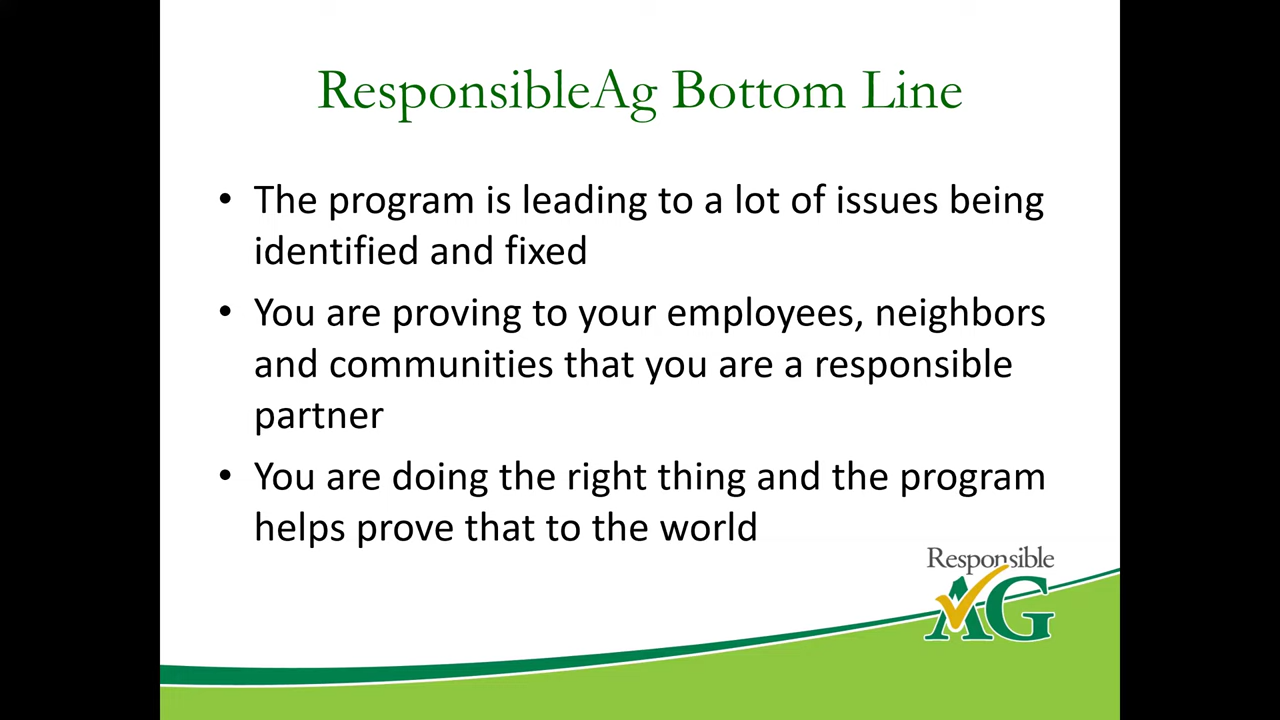 ResponsibleAg Bottom Line
• The program is leading to a lot of issues being
identified and fixed
• You are proving to your employees, neighbors
and communities that you are a responsible
partner
• You are doing the right thing and the program
helps prove that to the world
Responsible
AG